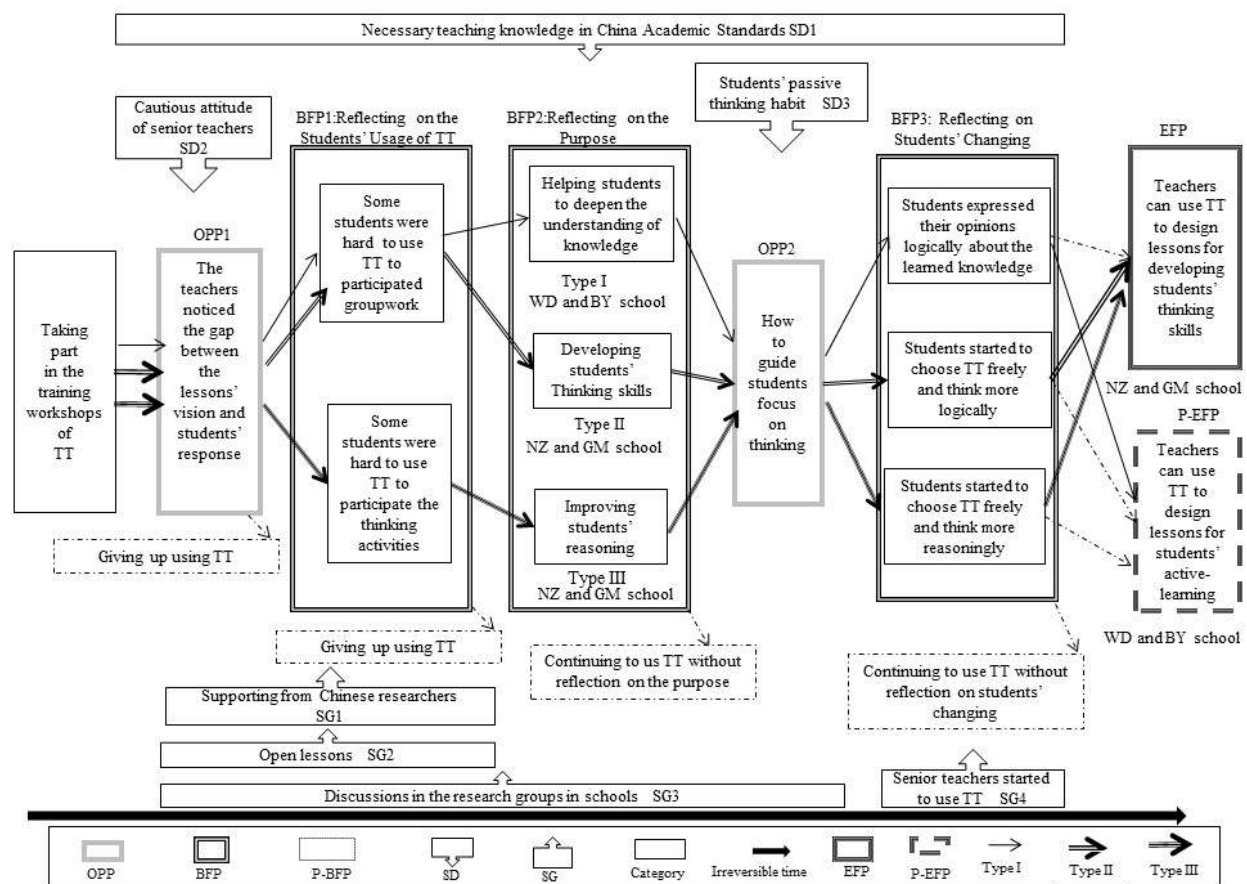 Necessary teaching knowledge in China Academic Standards SD1
Cautious attitude
of senior teachers
SD2
Students' passive
thinking habit   SD3
BFP1:Reflecting on the
Students' Usage of TT
BFP2:Reflecting on the
Purpose
BFP3: Reflecting on
Students' Changing
EFP
Taking
part
in the
training
workshops
of
TT
OPP1
The
teachers
noticed
the gap
between
the
lessons'
vision and
students'
response
Giving up using TT
Some
students were
hard to use
TT to
participated
groupwork
Some
students were
hard to use
TT to
participate the
thinking
activities
Giving up using TT
Helping students
to deepen the
understanding of
knowledge
Type I
WD and BY school
Developing
students'
Thinking skills
Type II
NZ and GM school
Improving
students'
reasoning
Type III
NZ and GM school
Continuing to us TT without
reflection on the purpose
OPP2
How
to
guide
students
focus
on
thinking
Students expressed
their opinions
logically about the
learned knowledge
Students started to
choose TT freely
and think more
logically
Students started to
choose TT freely
and think more
reasoningly
Continuing to use TT without
reflection on students'
changing
Teachers
can use TT
to design
lessons for
developing
students'
thinking
skills
NZ and GM school
P-EFP
Teachers
can use
TT to
design
lessons for
students'
active-
learning
WD and BY school
Supporting from Chinese researchers
SG1
Open lessons   SG2
Discussions in the research groups in schools   SG3
Senior teachers started
to use TT   SG4
OPP
BFP
P-BFP
SD
SG
Category
Irreversible time
EFP
P-EFP
Type I
Type II
Type III